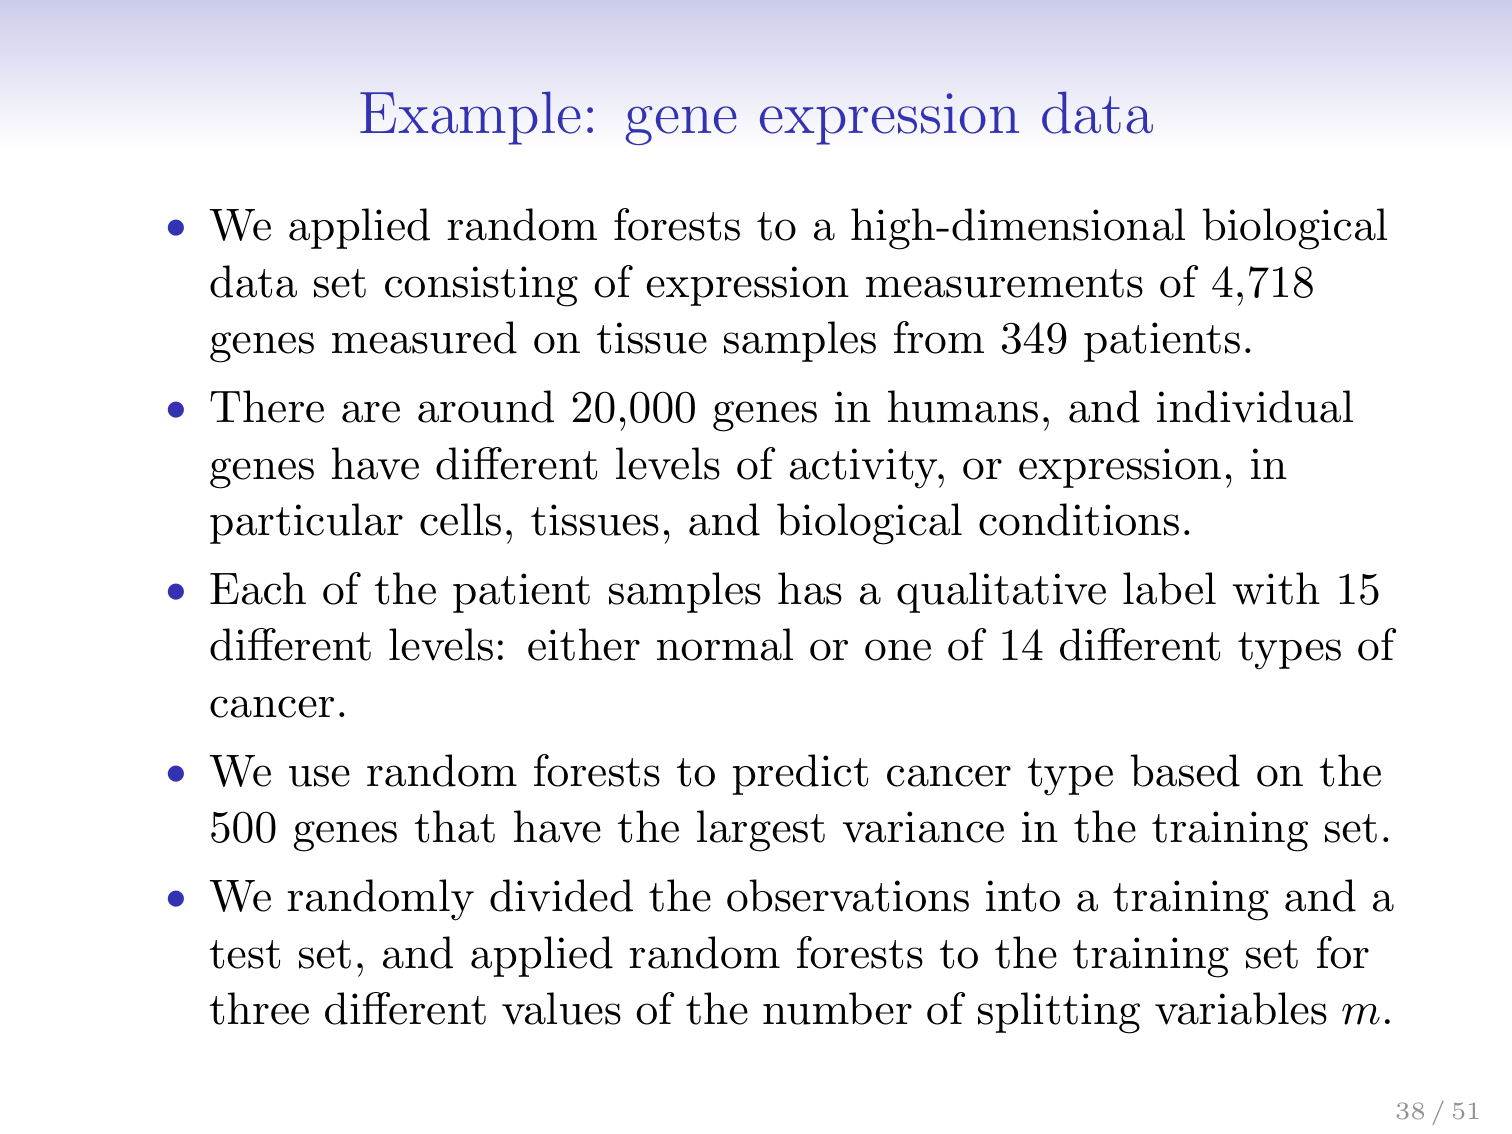 Example: gene expression data
• We applied random forests to a high-dimensional biological
data set consisting of expression measurements of 4,718
genes measured on tissue samples from 349 patients.
• There are around 20,000 genes in humans, and individual
genes have different levels of activity, or expression, in
particular cells, tissues, and biological conditions.
• Each of the patient samples has a qualitative label with 15
different levels: either normal or one of 14 different types of
cancer.
• We use random forests to predict cancer type based on the
500 genes that have the largest variance in the training set.
• We randomly divided the observations into a training and a
test set, and applied random forests to the training set for
three different values of the number of splitting variables m.
38 / 51